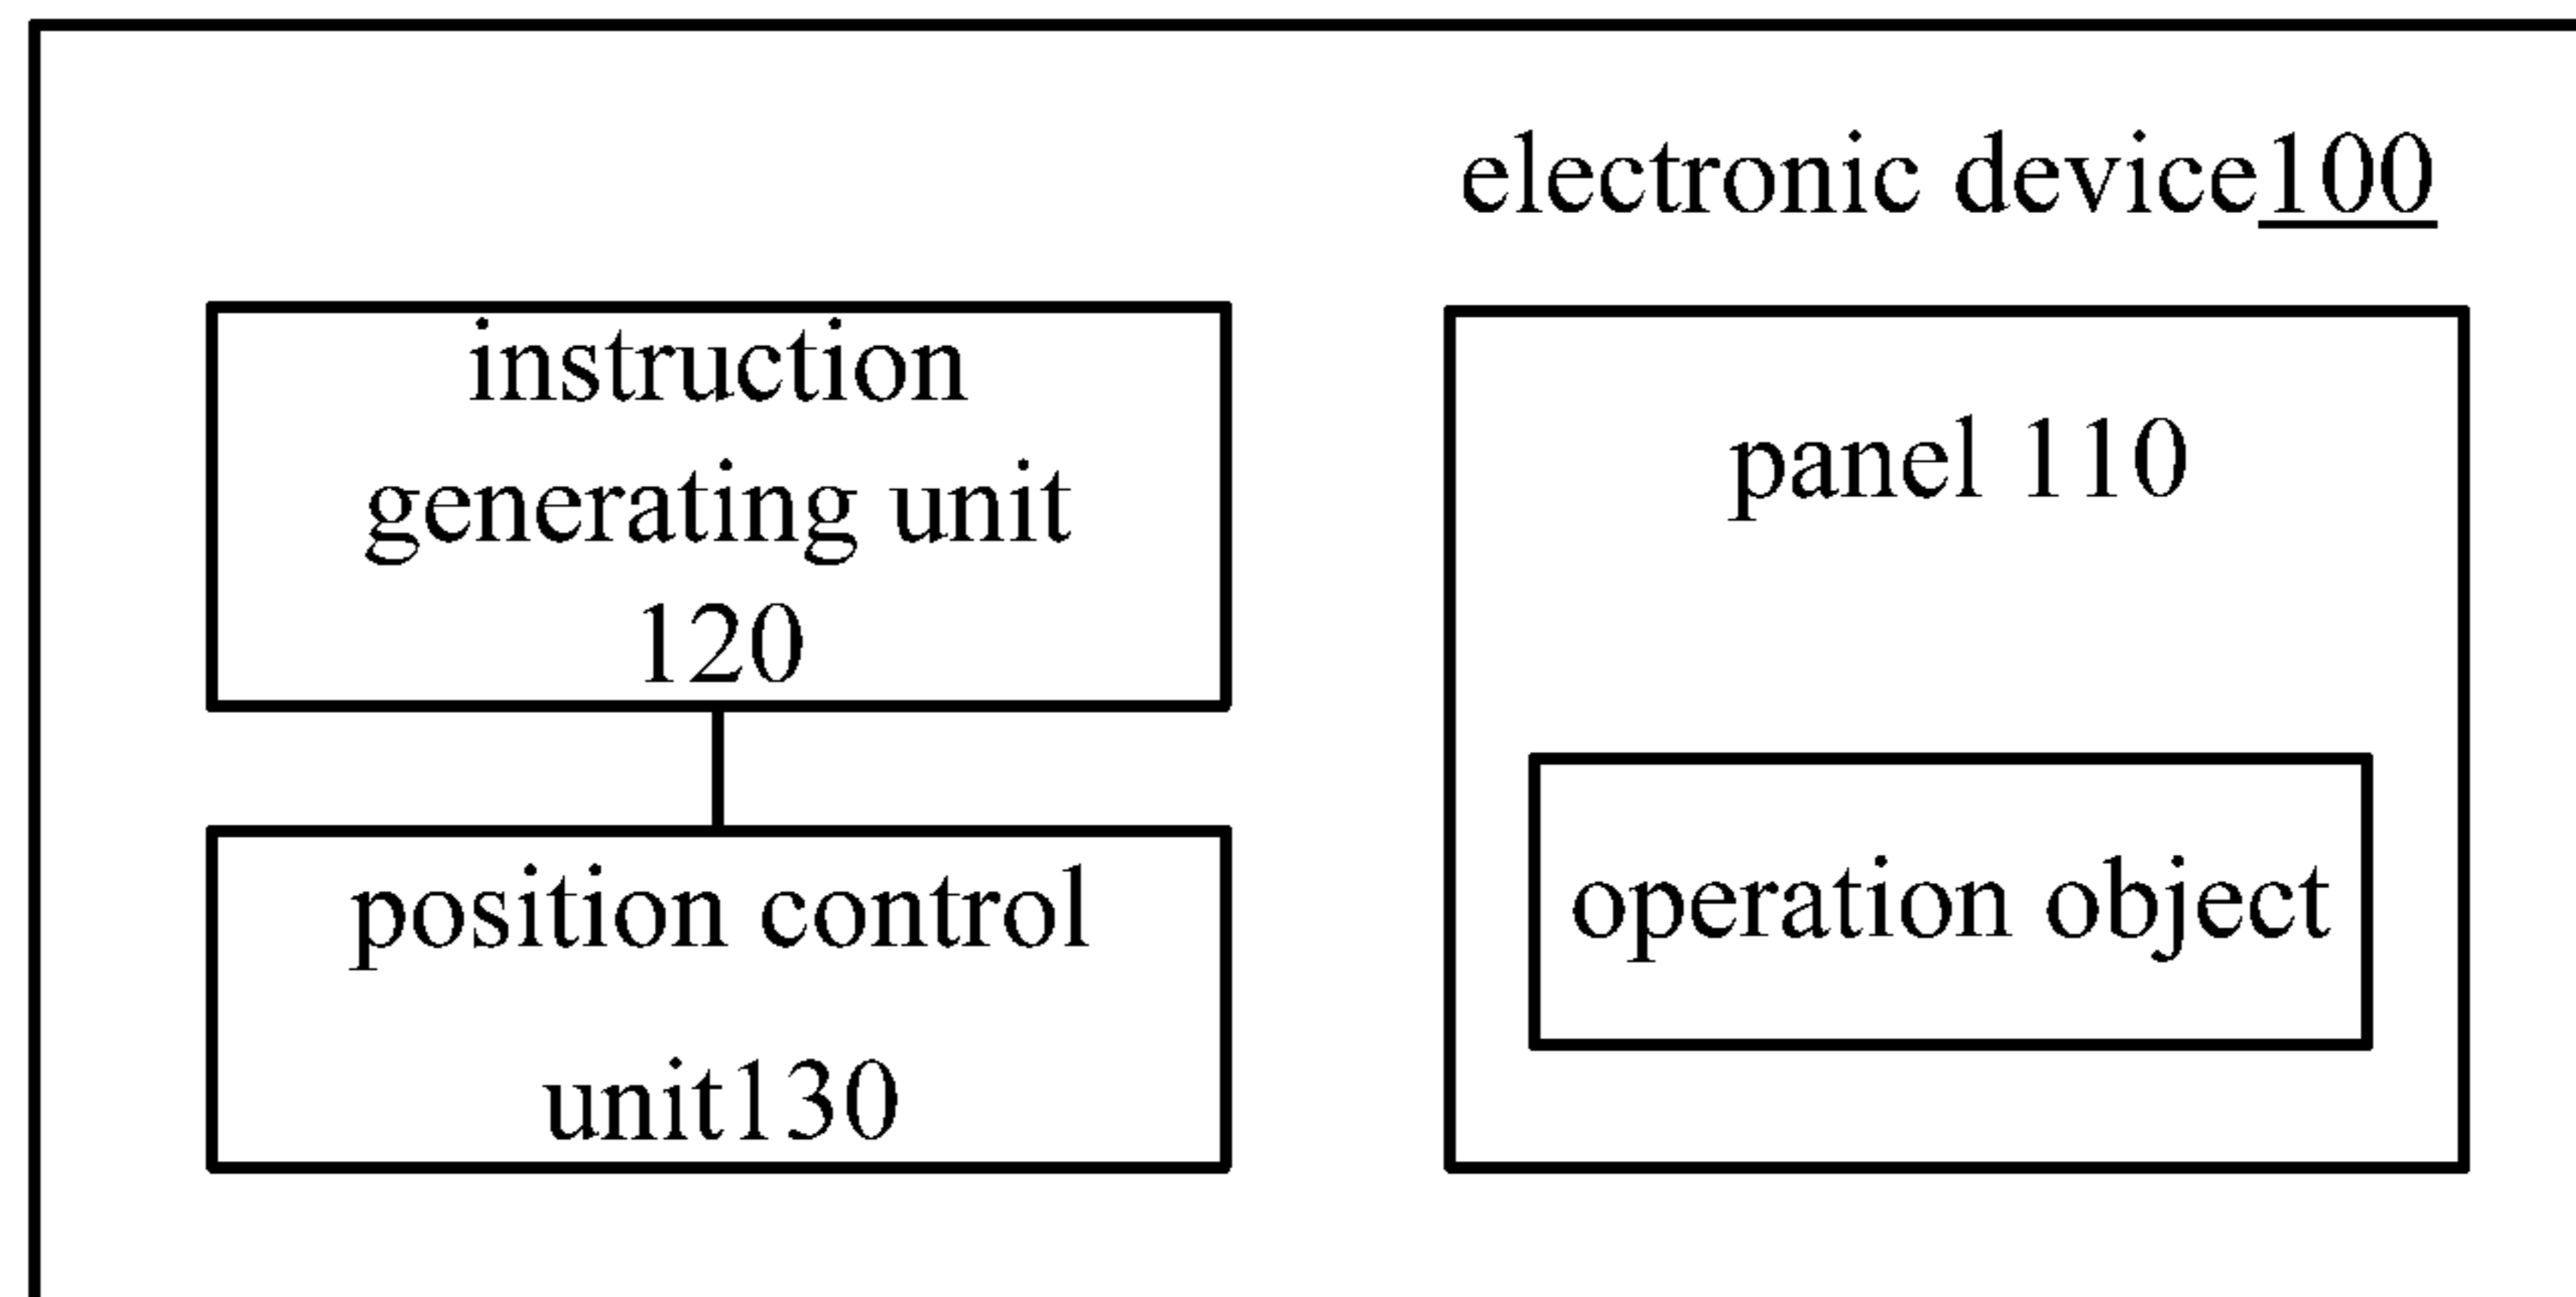 electronic device100
instruction
generating unit
120
position control
unit130
panel 110
operation object